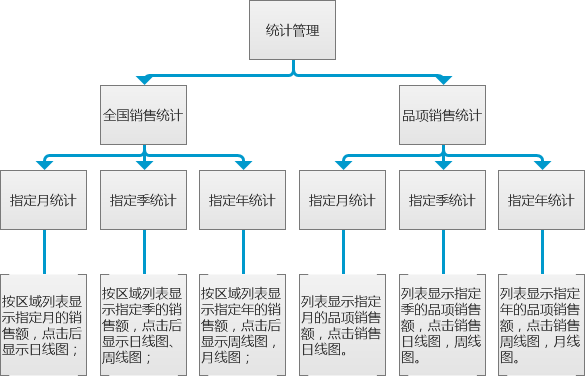 统计管理
全国销售统计
品项销售统计
指定月统计
指定季统计
指定年统计
指定月统计
指定季统计
指定年统计
按区域列表显
示指定月的销
售额，点击后
显示日线图；
按区域列表显
示指定季的销
售额，点击后
显示日线图、
周线图；
按区域列表显
示指定年的销
售额，点击后
显示周线图，
月线图；
列表显示指定
月的品项销售
额，点击销售
日线图。
列表显示指定
季的品项销售
额，点击销售
日线图，周线
图。
列表显示指定
年的品项销售
额，点击销售
周线图，月线
图。